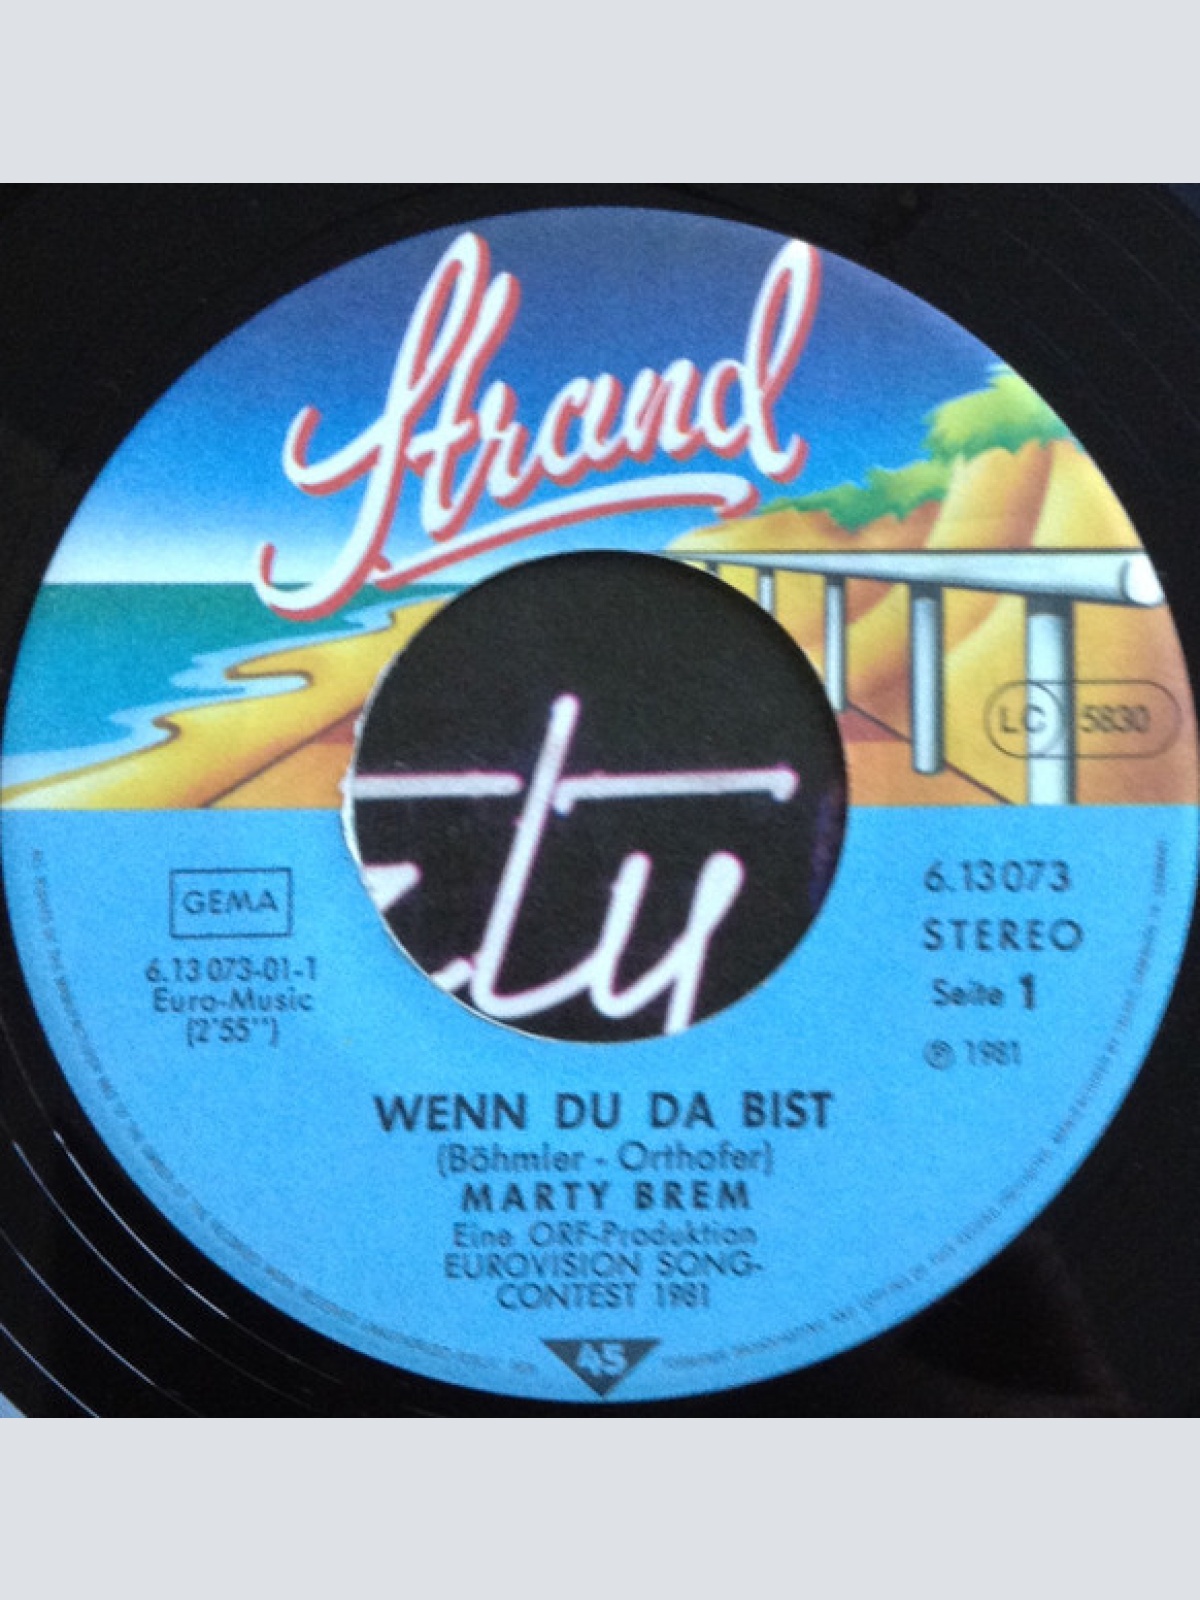 Strand
LC 5830
GEMA
6.13 073-01-1
Euro-Music
(2'55'')
6.13 073
STEREO
Seite 1
℗ 1981
ty
WENN DU DA BIST
(Böhmler - Orthofer)
MARTY BREM
Eine ORF-Produktion
EUROVISION SONG-
CONTEST 1981
45